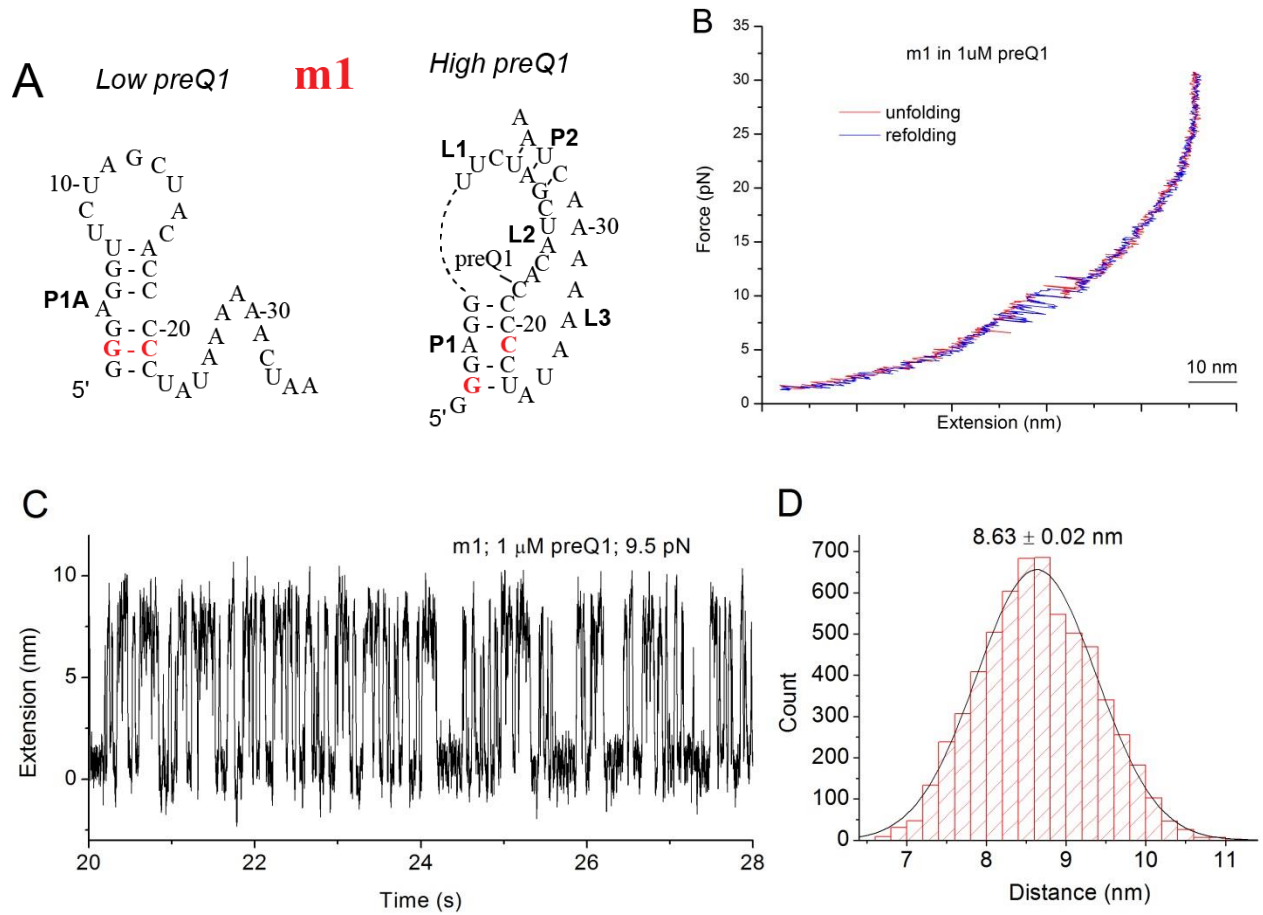 A
Low preQ1
m1
High preQ1
A G C
10-U U
C A
U C
U - A
G - C
P1A G - C
A
G - C-20
G - C
G - C
5'
U A U A A A A A-30 A C U A A
A
A
L1 U U C U A U P2
G C
C A
U A-30
L2 A A
C A
preQ1 A
G - C
G - C-20 A L3
P1 A C A
G - C U
G - U A
5' G
B
m1 in 1uM preQ1
unfolding
refolding
Force (pN)
35
30
25
20
15
10
5
0
10 nm
Extension (nm)
C
m1; 1 μM preQ1; 9.5 pN
Extension (nm)
10
5
0
20 22 24 26 28
Time (s)
D
8.63 ± 0.02 nm
Count
700
600
500
400
300
200
100
0
7 8 9 10 11
Distance (nm)